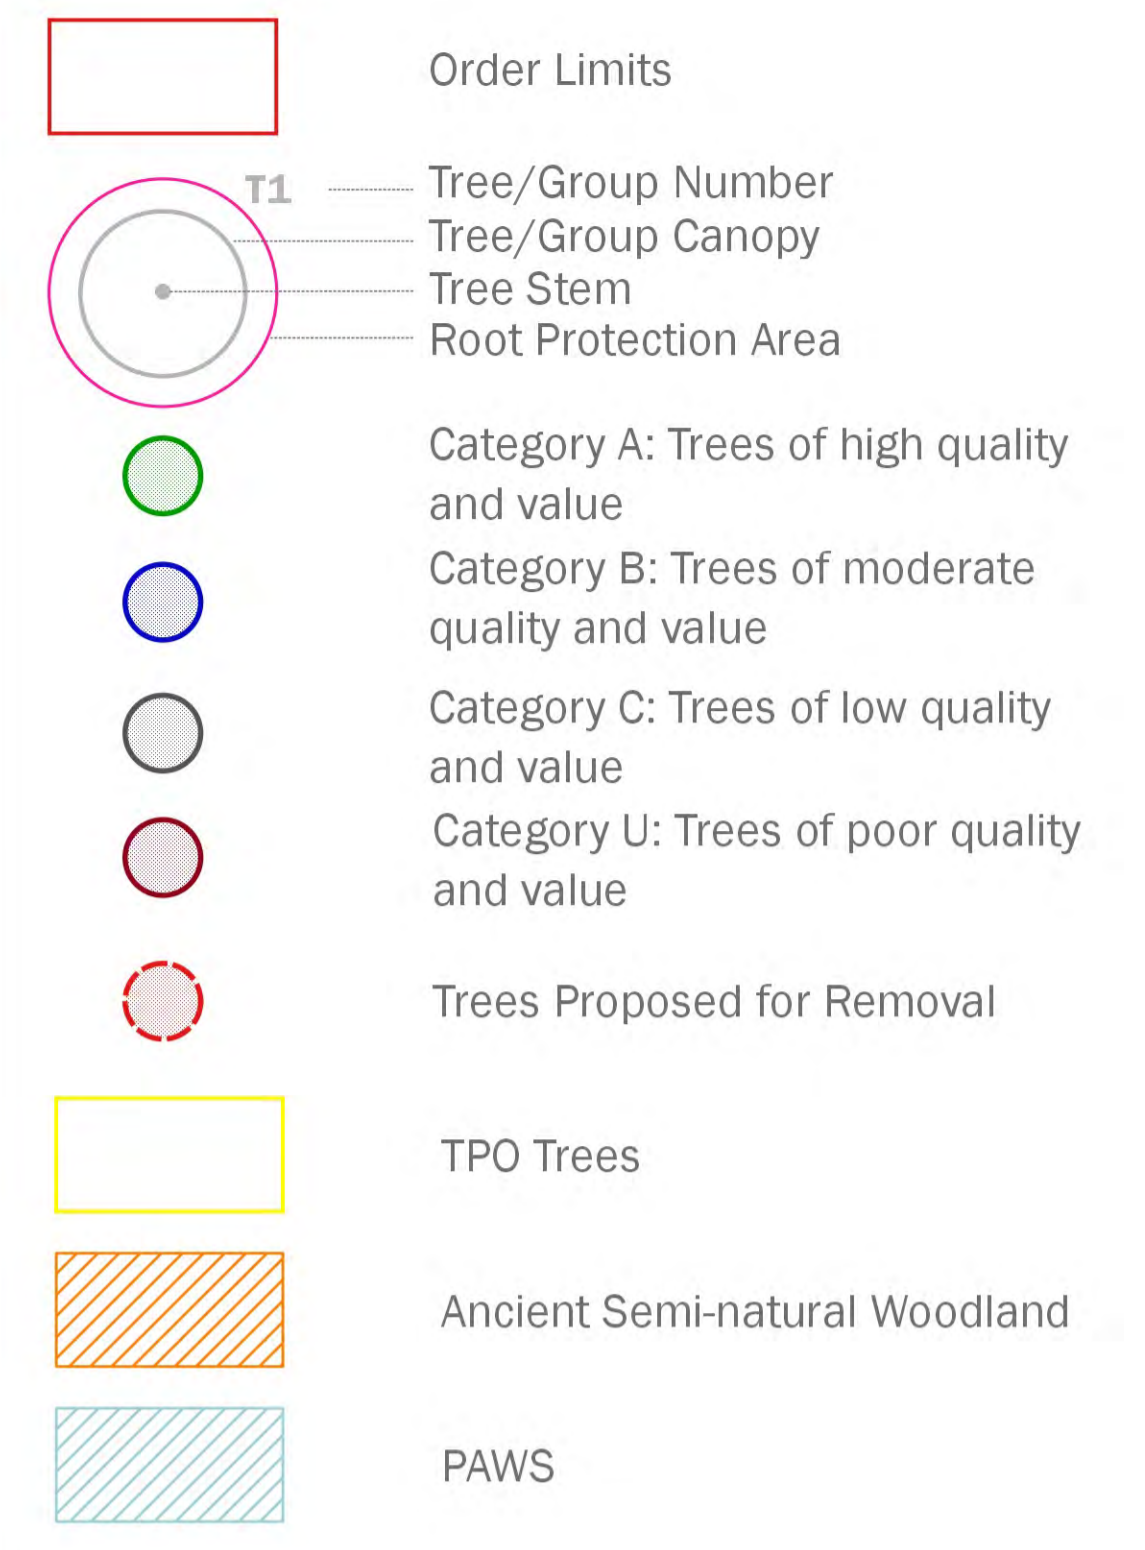 Order Limits
T1
Tree/Group Number
Tree/Group Canopy
Tree Stem
Root Protection Area
Category A: Trees of high quality
and value
Category B: Trees of moderate
quality and value
Category C: Trees of low quality
and value
Category U: Trees of poor quality
and value
Trees Proposed for Removal
TPO Trees
Ancient Semi-natural Woodland
PAWS